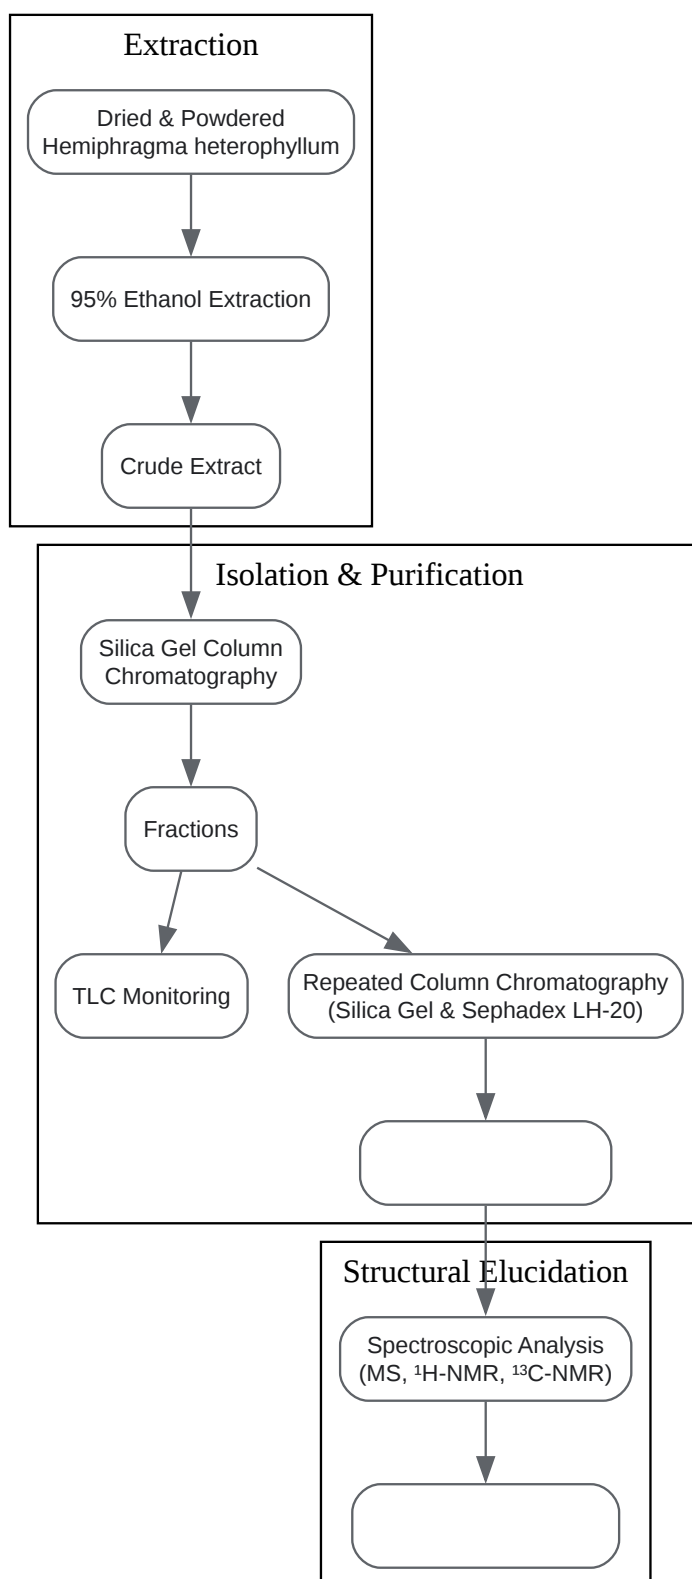 Extraction
Dried & Powdered
Hemiphragma heterophyllum
95% Ethanol Extraction
Crude Extract
Isolation & Purification
Silica Gel Column
Chromatography
Fractions
TLC Monitoring
Repeated Column Chromatography
(Silica Gel & Sephadex LH-20)
Structural Elucidation
Spectroscopic Analysis
(MS, ¹H-NMR, ¹³C-NMR)